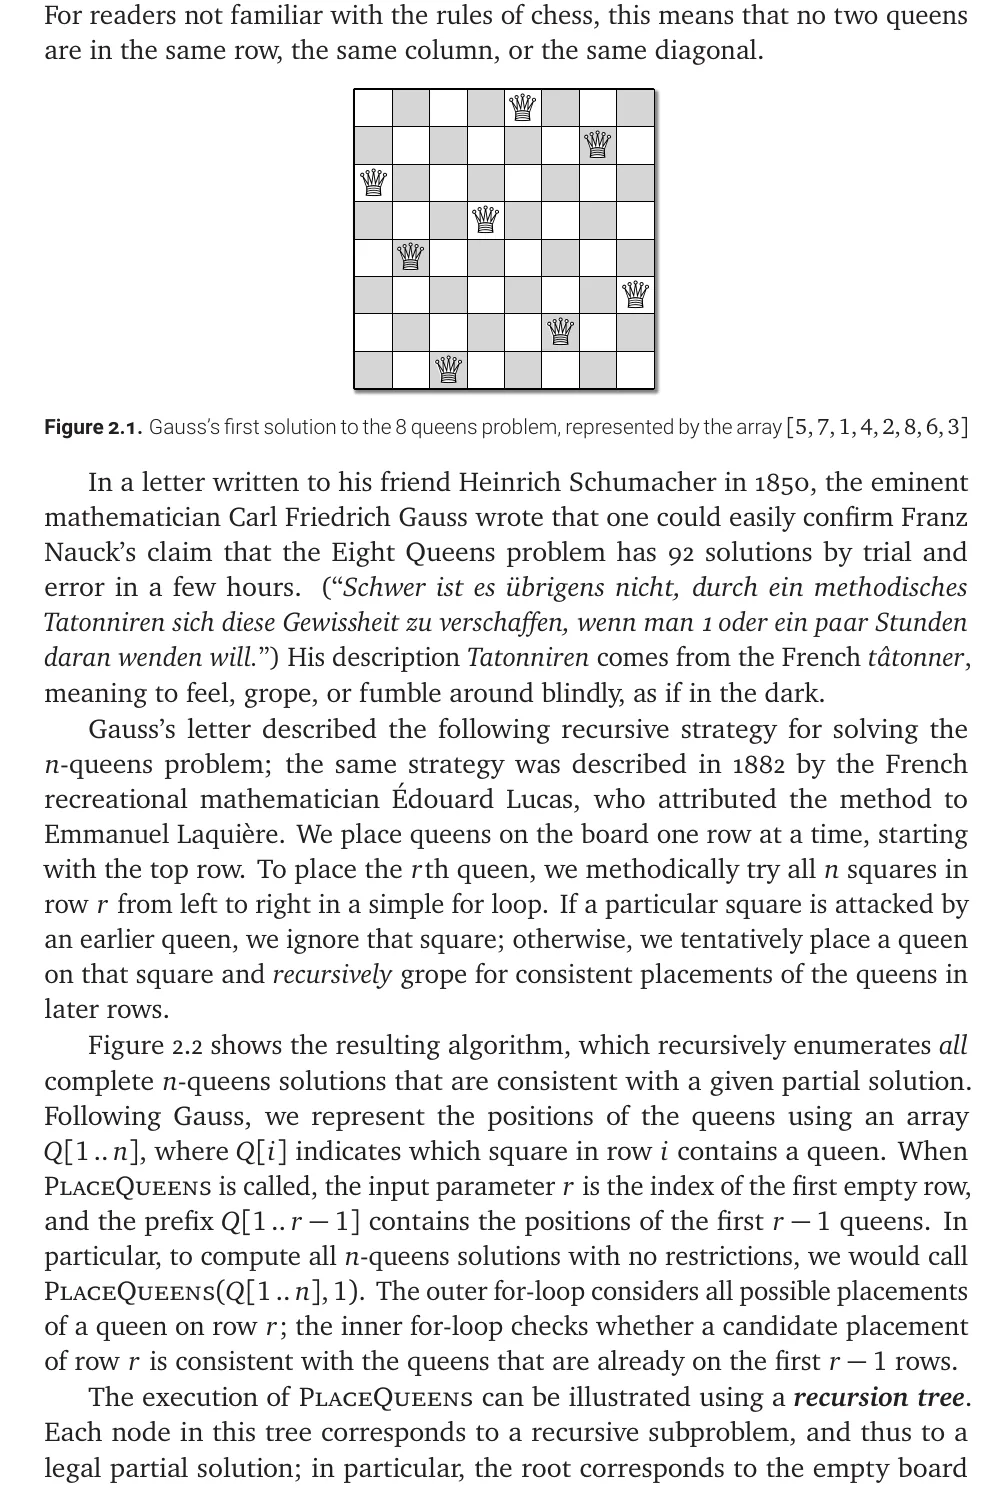 For readers not familiar with the rules of chess, this means that no two queens
are in the same row, the same column, or the same diagonal.
Figure 2.1. Gauss's first solution to the 8 queens problem, represented by the array [5, 7, 1, 4, 2, 8, 6, 3]
In a letter written to his friend Heinrich Schumacher in 1850, the eminent
mathematician Carl Friedrich Gauss wrote that one could easily confirm Franz
Nauck's claim that the Eight Queens problem has 92 solutions by trial and
error in a few hours. (“Schwer ist es übrigens nicht, durch ein methodisches
Tatonniren sich diese Gewissheit zu verschaffen, wenn man 1 oder ein paar Stunden
daran wenden will.”) His description Tatonniren comes from the French tâtonner,
meaning to feel, grope, or fumble around blindly, as if in the dark.
Gauss's letter described the following recursive strategy for solving the
n-queens problem; the same strategy was described in 1882 by the French
recreational mathematician Édouard Lucas, who attributed the method to
Emmanuel Laquière. We place queens on the board one row at a time, starting
with the top row. To place the rth queen, we methodically try all n squares in
row r from left to right in a simple for loop. If a particular square is attacked by
an earlier queen, we ignore that square; otherwise, we tentatively place a queen
on that square and recursively grope for consistent placements of the queens in
later rows.
Figure 2.2 shows the resulting algorithm, which recursively enumerates all
complete n-queens solutions that are consistent with a given partial solution.
Following Gauss, we represent the positions of the queens using an array
Q[1 .. n], where Q[i] indicates which square in row i contains a queen. When
PLACEQUEENS is called, the input parameter r is the index of the first empty row,
and the prefix Q[1 .. r − 1] contains the positions of the first r − 1 queens. In
particular, to compute all n-queens solutions with no restrictions, we would call
PLACEQUEENS(Q[1 .. n], 1). The outer for-loop considers all possible placements
of a queen on row r; the inner for-loop checks whether a candidate placement
of row r is consistent with the queens that are already on the first r − 1 rows.
The execution of PLACEQUEENS can be illustrated using a recursion tree.
Each node in this tree corresponds to a recursive subproblem, and thus to a
legal partial solution; in particular, the root corresponds to the empty board